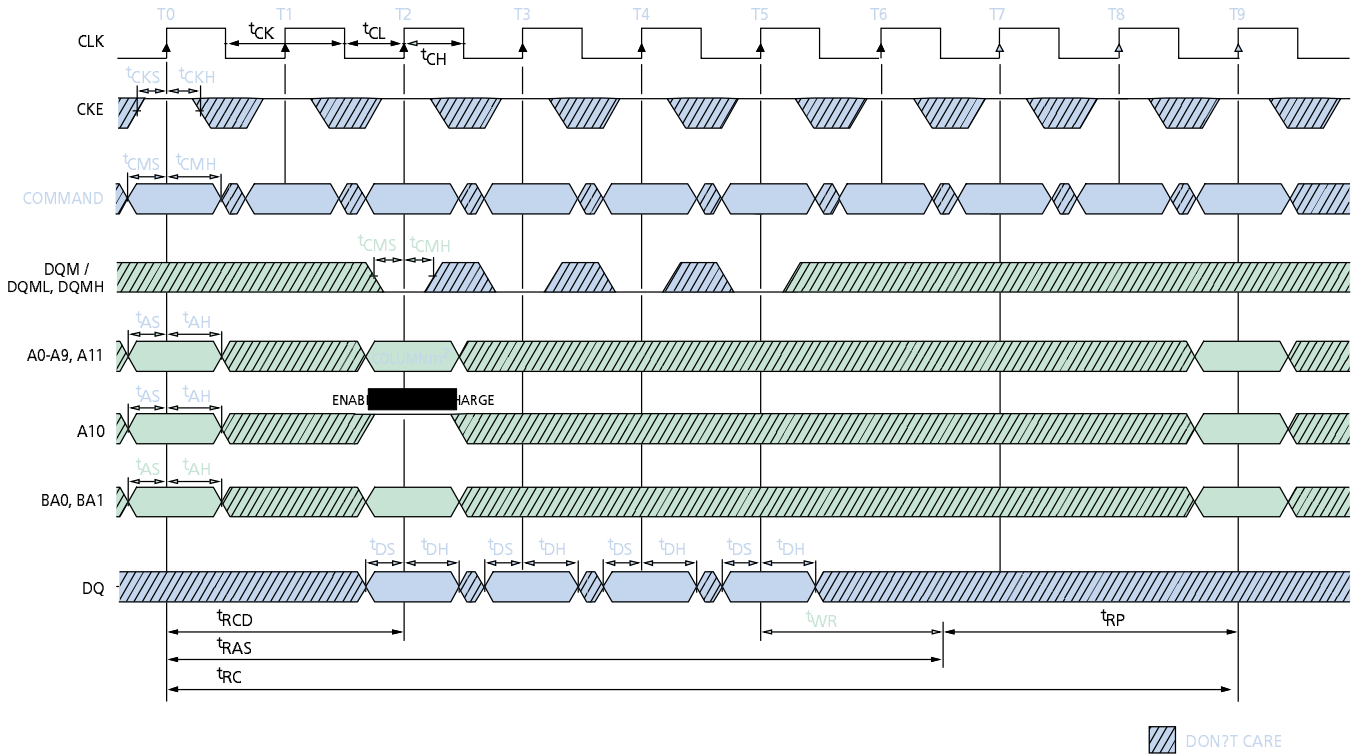 T0 T1 T2 T3 T4 T5 T6 T7 T8 T9
CLK
tCK tCL
tCH
tCKS tCKH
CKE
tCMS tCMH
COMMAND
tCMS tCMH
DQM /
DQML, DQMH
tAS tAH
A0-A9, A11
tAS tAH
A10
tAS tAH
BA0, BA1
tDS tDH tDS tDH tDS tDH tDS tDH
DQ
tRCD tWR tRP
tRAS
tRC
DON?T CARE